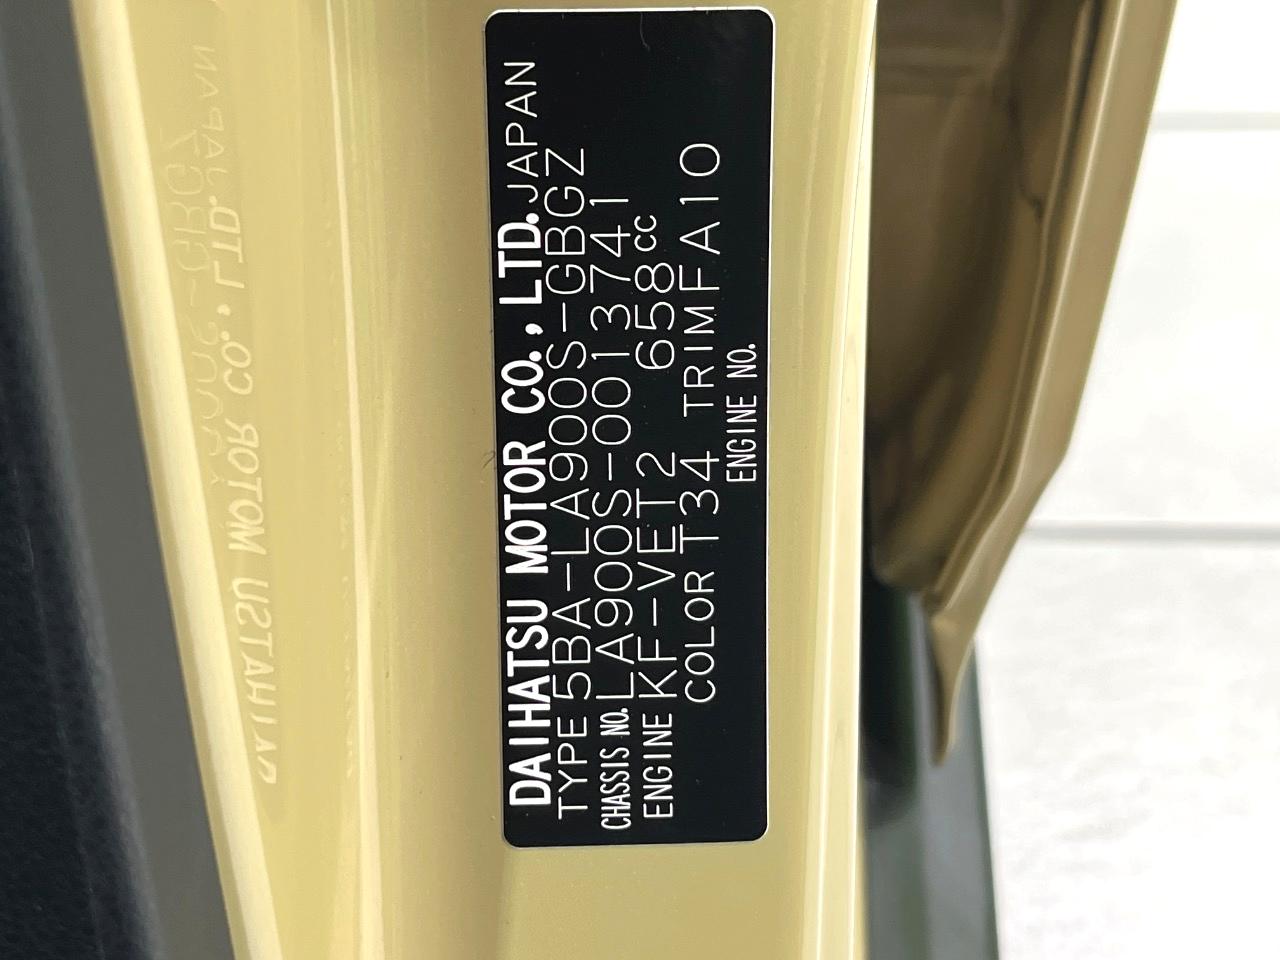 DAIHATSU MOTOR CO., LTD. JAPAN
TYPE 5BA-LA900S-GBGZ
CHASSIS NO. LA900S-0013741
ENGINE KF-VET2 658cc
COLOR T34 TRIM FA10
ENGINE NO.